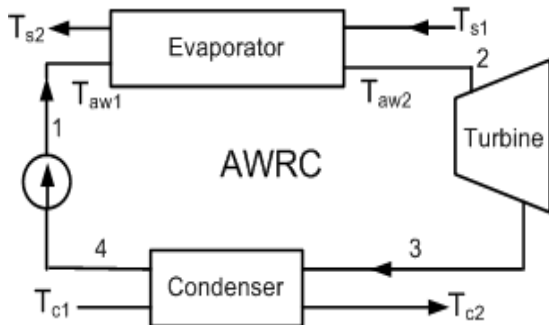 Ts2
Evaporator
Ts1
2
Taw1
Taw2
1
Turbine
AWRC
4
3
Tc1
Condenser
Tc2